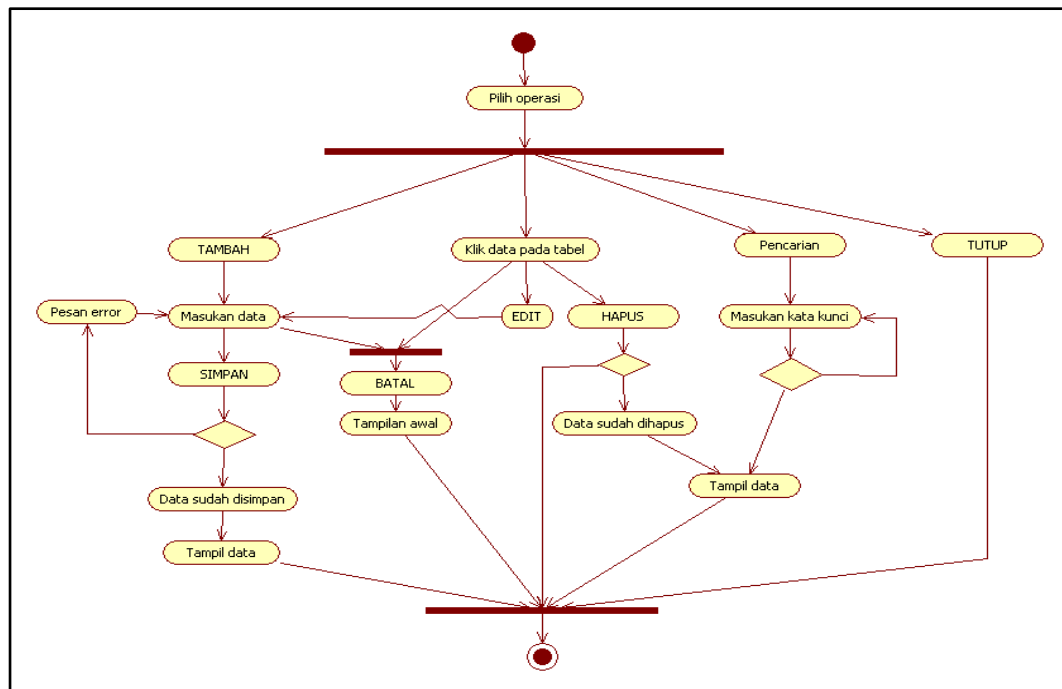 Pilih operasi
TAMBAH
Klik data pada tabel
Pencarian
TUTUP
Pesan error
Masukan data
EDIT
HAPUS
Masukan kata kunci
SIMPAN
BATAL
Tampilan awal
Data sudah dihapus
Data sudah disimpan
Tampil data
Tampil data